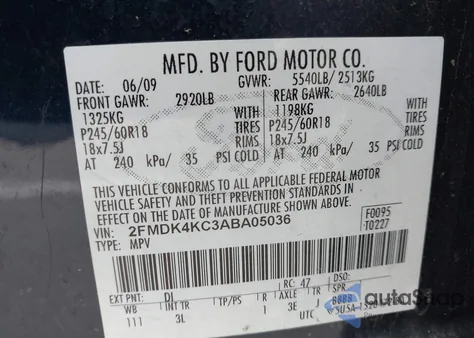 MFD. BY FORD MOTOR CO.
DATE: 06/09 GVWR: 5540LB/ 2513KG
FRONT GAWR: 2920LB REAR GAWR: 2640LB
1325KG WITH 1198KG WITH
P245/60R18 TIRES P245/60R18 TIRES
18x7.5J RIMS 18x7.5J RIMS
AT 240 kPa/ 35 PSI COLD AT 240 kPa/ 35 PSI COLD
THIS VEHICLE CONFORMS TO ALL APPLICABLE FEDERAL MOTOR
VEHICLE SAFETY AND THEFT PREVENTION STANDARDS IN
EFFECT ON THE DATE OF MANUFACTURE SHOWN ABOVE.
VIN: 2FMDK4KC3ABA05036 F0095
TYPE: MPV T0227
EXT PNT: DL RC: 47 DSO:
WB INT TR TP/PS R AXLE TR SPR
111 3L 1 3E J BBBB
UTC
autoSaap